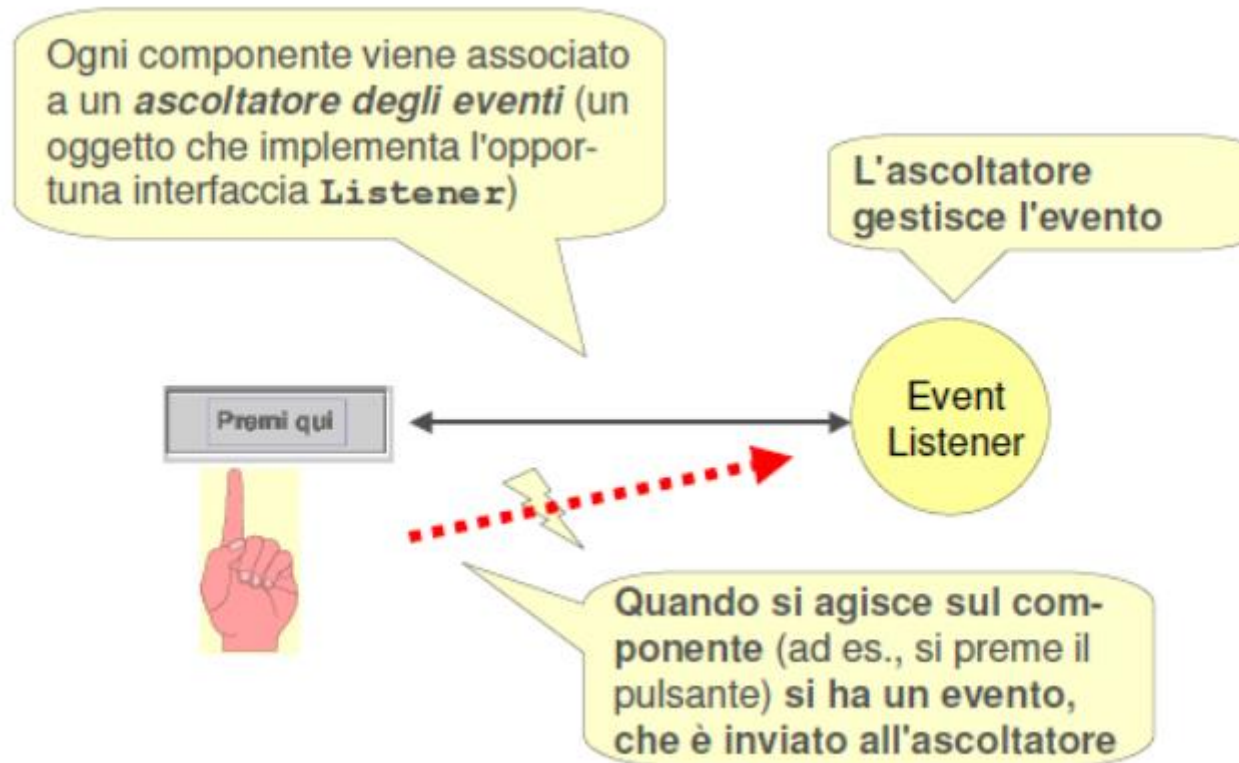 Ogni componente viene associato
a un ascoltatore degli eventi (un
oggetto che implementa l'oppor-
tuna interfaccia Listener)
L'ascoltatore
gestisce l'evento
Premi qui
Event
Listener
Quando si agisce sul com-
ponente (ad es., si preme il
pulsante) si ha un evento,
che è inviato all'ascoltatore